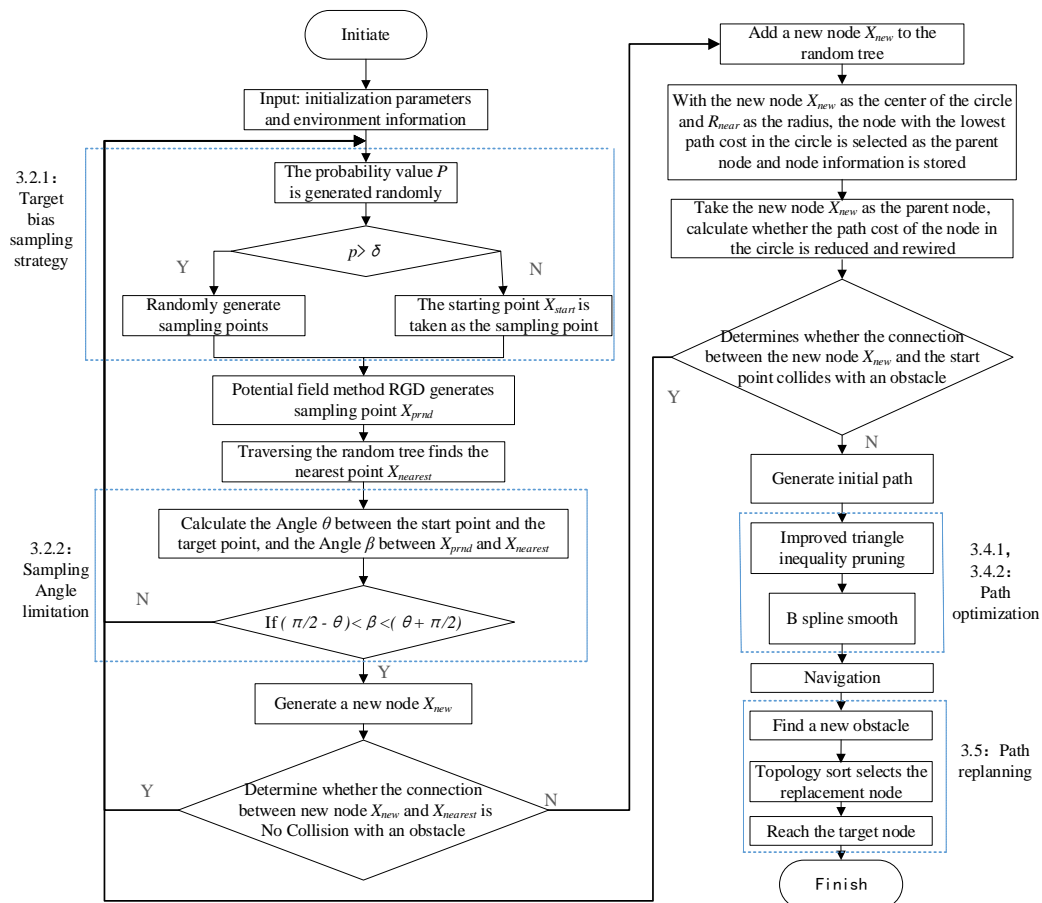 Initiate
Input: initialization parameters
and environment information
3.2.1:
Target
bias
sampling
strategy
The probability value P
is generated randomly
p> δ
Y
N
Randomly generate
sampling points
The starting point Xstart is
taken as the sampling point
Potential field method RGD generates
sampling point Xprnd
Traversing the random tree finds the
nearest point Xnearest
3.2.2:
Sampling
Angle
limitation
Calculate the Angle θ between the start point and the
target point, and the Angle β between Xprnd and Xnearest
N
If ( π/2 - θ )< β <( θ + π/2)
Y
Generate a new node Xnew
Y
Determine whether the connection
between new node Xnew and Xnearest is
No Collision with an obstacle
N
Add a new node Xnew to the
random tree
With the new node Xnew as the center of the circle
and Rnear as the radius, the node with the lowest
path cost in the circle is selected as the parent
node and node information is stored
Take the new node Xnew as the parent node,
calculate whether the path cost of the node in
the circle is reduced and rewired
Determines whether the connection
between the new node Xnew and the start
point collides with an obstacle
Y
N
Generate initial path
Improved triangle
inequality pruning
B spline smooth
3.4.1,
3.4.2:
Path
optimization
Navigation
Find a new obstacle
Topology sort selects the
replacement node
Reach the target node
3.5: Path
replanning
Finish